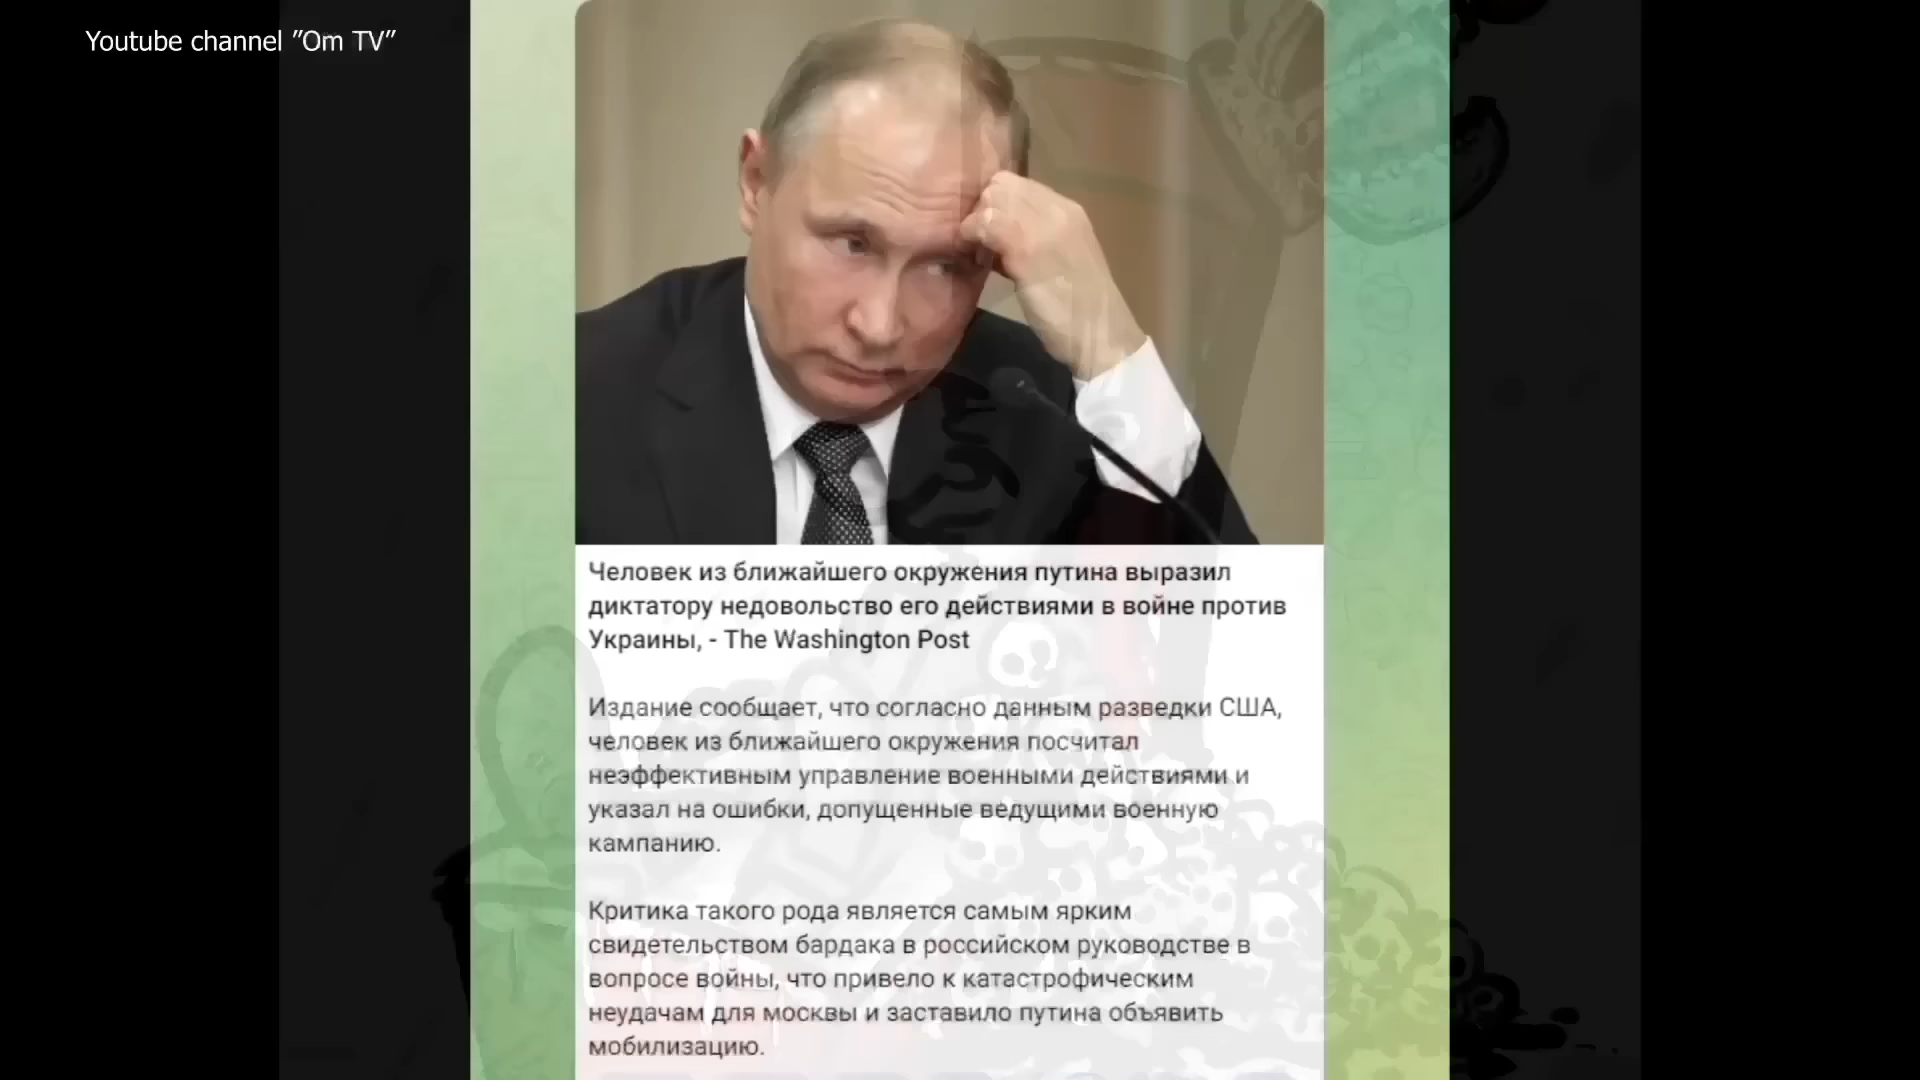 Youtube channel ”Om TV”
Человек из ближайшего окружения путина выразил
диктатору недовольство его действиями в войне против
Украины, - The Washington Post
Издание сообщает, что согласно данным разведки США,
человек из ближайшего окружения посчитал
неэффективным управление военными действиями и
указал на ошибки, допущенные ведущими военную
кампанию.
Критика такого рода является самым ярким
свидетельством бардака в российском руководстве в
вопросе войны, что привело к катастрофическим
неудачам для москвы и заставило путина объявить
мобилизацию.